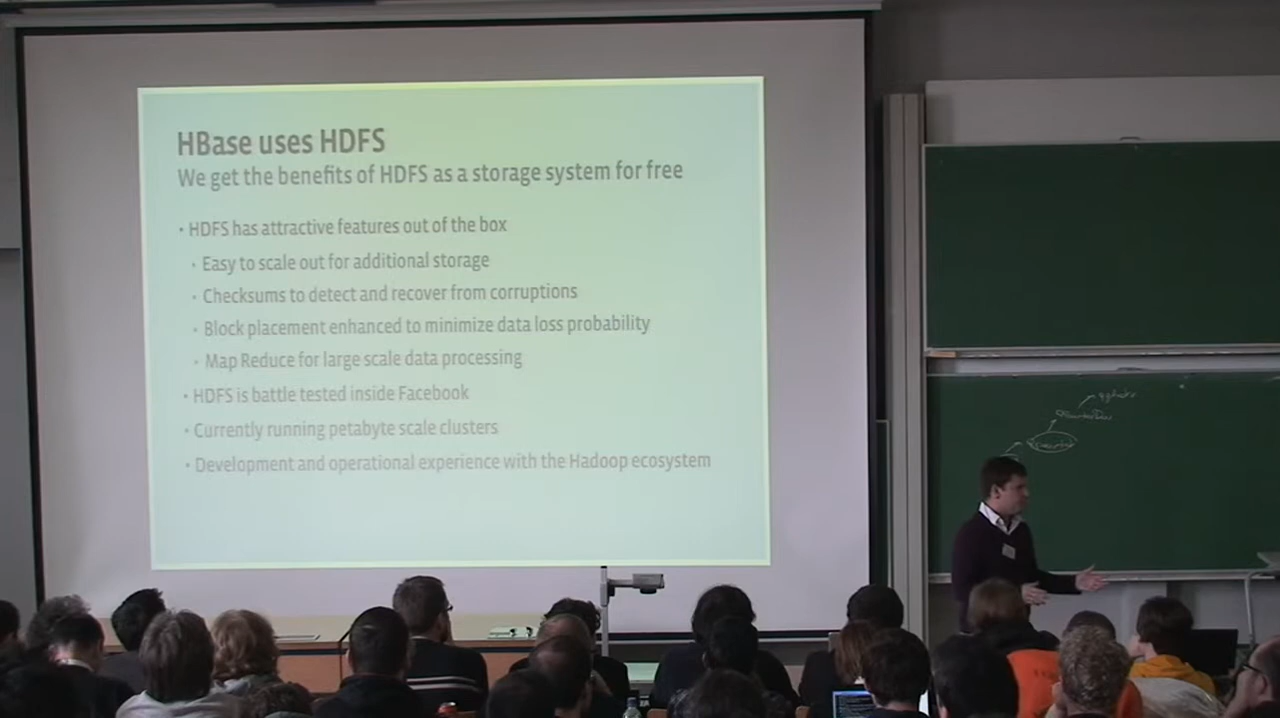 HBase uses HDFS
We get the benefits of HDFS as a storage system for free
• HDFS has attractive features out of the box
• Easy to scale out for additional storage
• Checksums to detect and recover from corruptions
• Block placement enhanced to minimize data loss probability
• Map Reduce for large scale data processing
• HDFS is battle tested inside Facebook
• Currently running petabyte scale clusters
• Development and operational experience with the Hadoop ecosystem